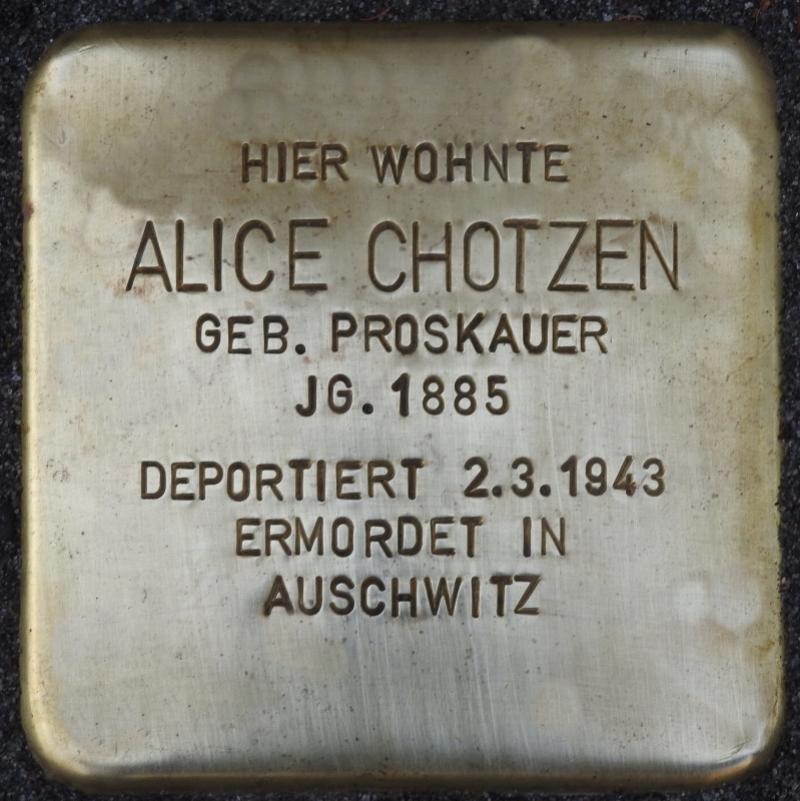 HIER WOHNTE
ALICE CHOTZEN
GEB. PROSKAUER
JG. 1885
DEPORTIERT 2.3.1943
ERMORDET IN
AUSCHWITZ